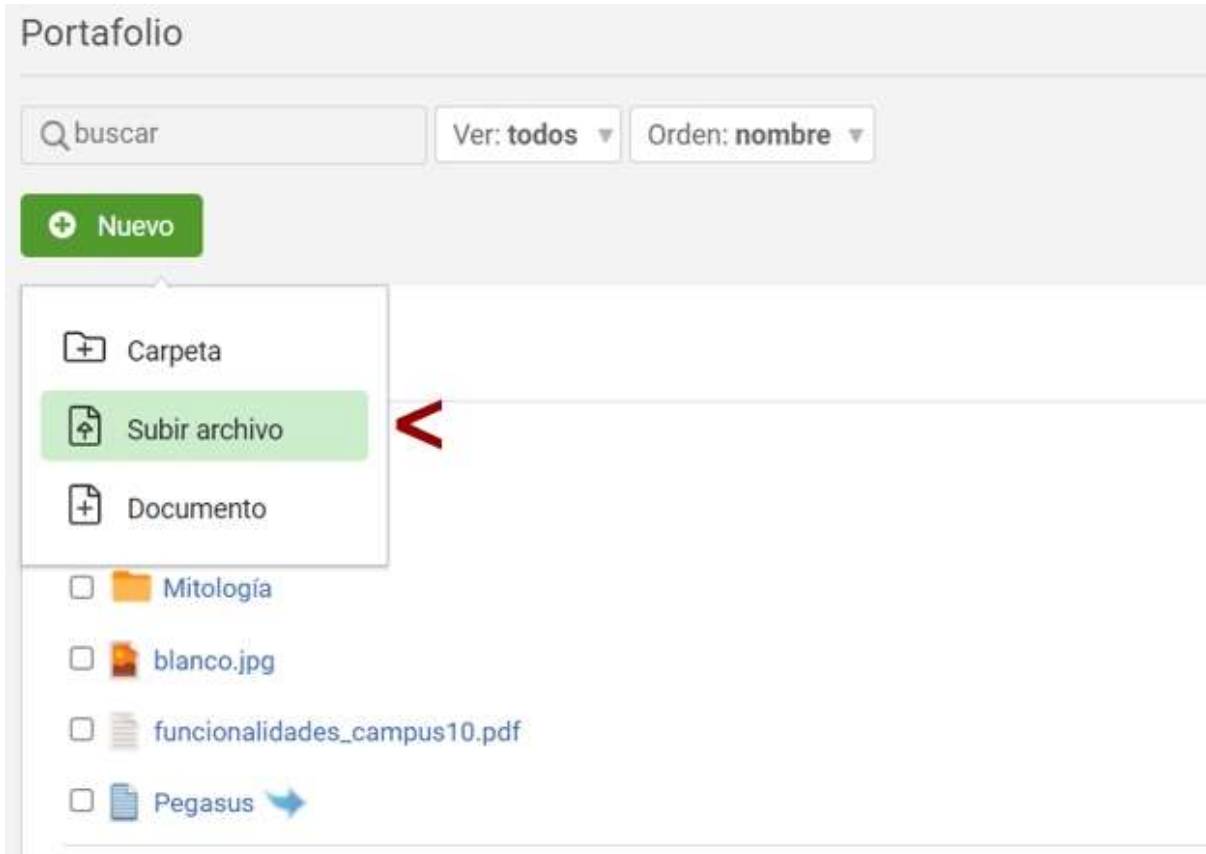 Portafolio
buscar Ver: todos Orden: nombre
Nuevo
Carpeta
Subir archivo <
Documento
Mitología
blanco.jpg
funcionalidades_campus10.pdf
Pegasus